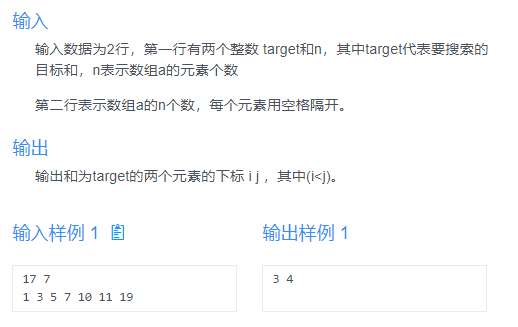 输入
输入数据为2行，第一行有两个整数 target和n，其中target代表要搜索的
目标和，n表示数组a的元素个数
第二行表示数组a的n个数，每个元素用空格隔开。
输出
输出和为target的两个元素的下标 i j ，其中(i<j)。
输入样例 1
17 7
1 3 5 7 10 11 19
输出样例 1
3 4